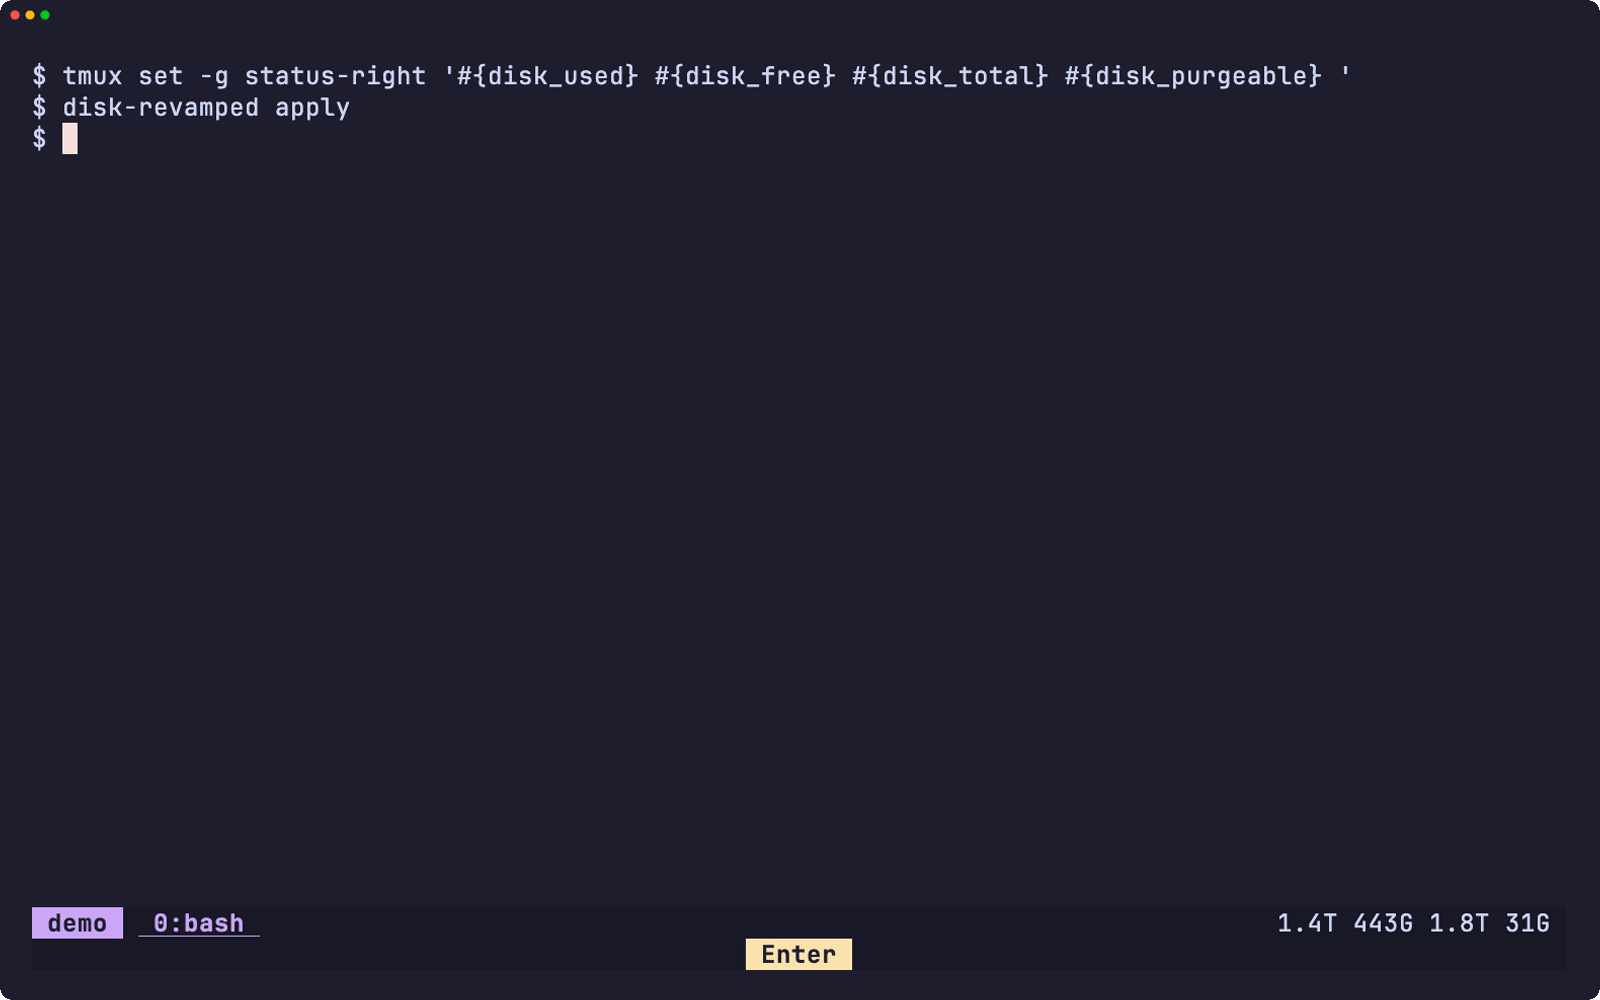 $ tmux set -g status-right '#{disk_used} #{disk_free} #{disk_total} #{disk_purgeable} '
$ disk-revamped apply
$
demo 0:bash 1.4T 443G 1.8T 31G
Enter